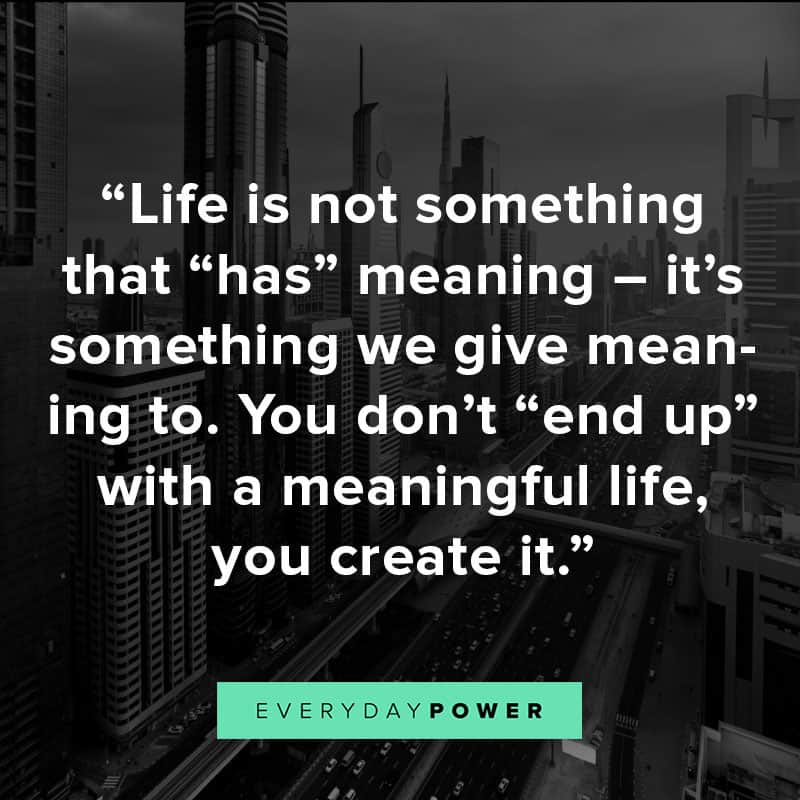 “Life is not something
that “has” meaning – it’s
something we give mean-
ing to. You don’t “end up”
with a meaningful life,
you create it.”
EVERYDAYPOWER